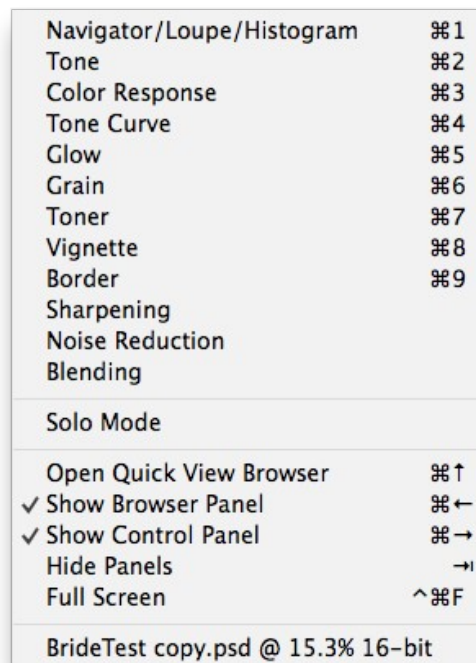 Navigator/Loupe/Histogram ⌘1
Tone ⌘2
Color Response ⌘3
Tone Curve ⌘4
Glow ⌘5
Grain ⌘6
Toner ⌘7
Vignette ⌘8
Border ⌘9
Sharpening
Noise Reduction
Blending
Solo Mode
Open Quick View Browser ⌘↑
✓ Show Browser Panel ⌘←
✓ Show Control Panel ⌘→
Hide Panels ⇥
Full Screen ^⌘F
BrideTest copy.psd @ 15.3% 16-bit